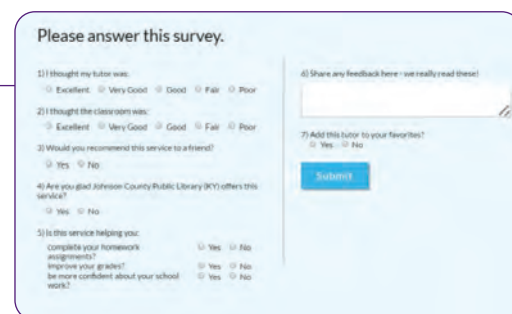 Please answer this survey.
1) I thought my tutor was:
Excellent Very Good Good Fair Poor
2) I thought the classroom was:
Excellent Very Good Good Fair Poor
3) Would you recommend this service to a friend?
Yes No
4) Are you glad Johnson County Public Library (KY) offers this
service?
Yes No
5) Is this service helping you:
complete your homework
assignments? Yes No
improve your grades? Yes No
be more confident about your school
work? Yes No
6) Share any feedback here - we really read these!
7) Add this tutor to your favorites?
Yes No
Submit